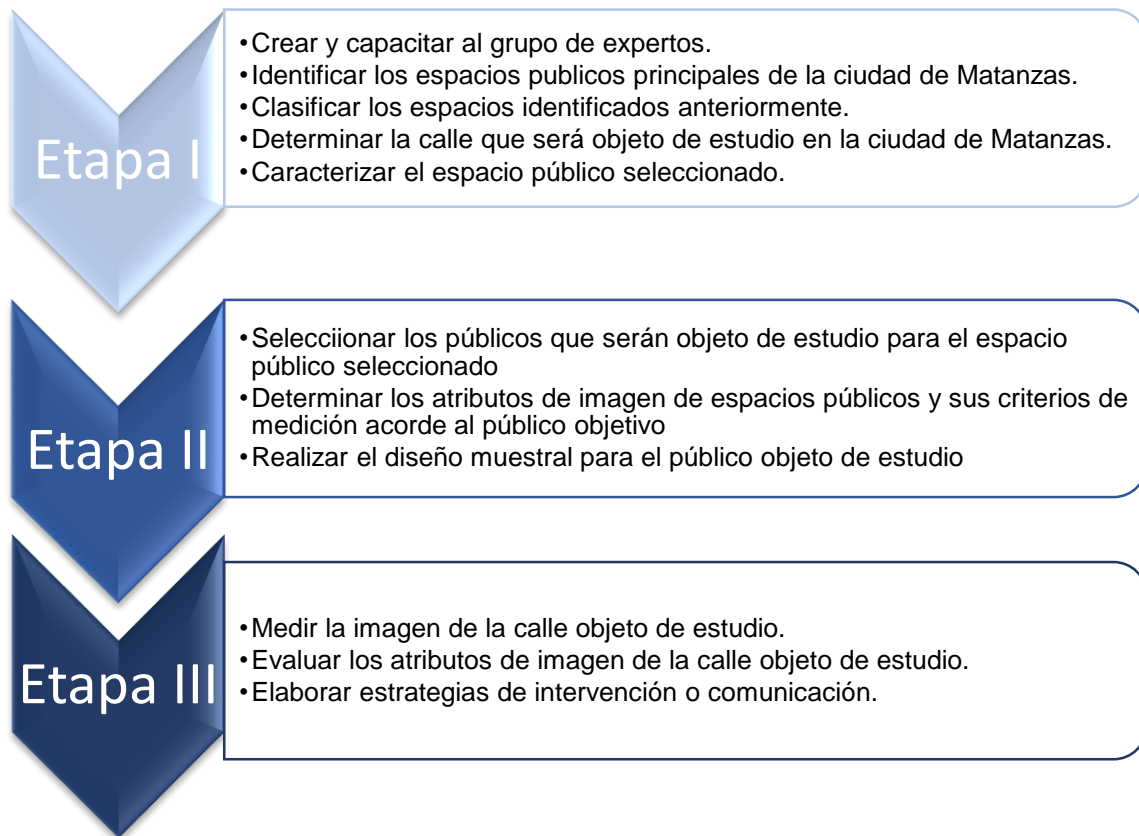 Etapa I
•Crear y capacitar al grupo de expertos.
•Identificar los espacios publicos principales de la ciudad de Matanzas.
•Clasificar los espacios identificados anteriormente.
•Determinar la calle que será objeto de estudio en la ciudad de Matanzas.
•Caracterizar el espacio público seleccionado.
Etapa II
•Selecciionar los públicos que serán objeto de estudio para el espacio
público seleccionado
•Determinar los atributos de imagen de espacios públicos y sus criterios de
medición acorde al público objetivo
•Realizar el diseño muestral para el público objeto de estudio
Etapa III
•Medir la imagen de la calle objeto de estudio.
•Evaluar los atributos de imagen de la calle objeto de estudio.
•Elaborar estrategias de intervención o comunicación.